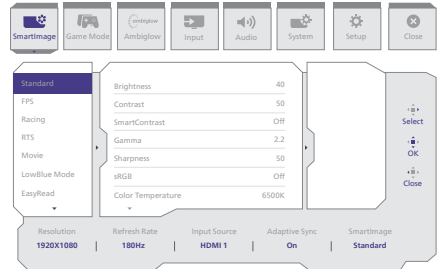 SmartImage
Game Mode
ambiglow
Ambiglow
Input
Audio
System
Setup
Close
Standard
FPS
Racing
RTS
Movie
LowBlue Mode
EasyRead
Brightness 40
Contrast 50
SmartContrast Off
Gamma 2.2
Sharpness 50
sRGB Off
Color Temperature 6500K
Select
OK
Close
Resolution Refresh Rate Input Source Adaptive Sync SmartImage
1920X1080 180Hz HDMI 1 On Standard